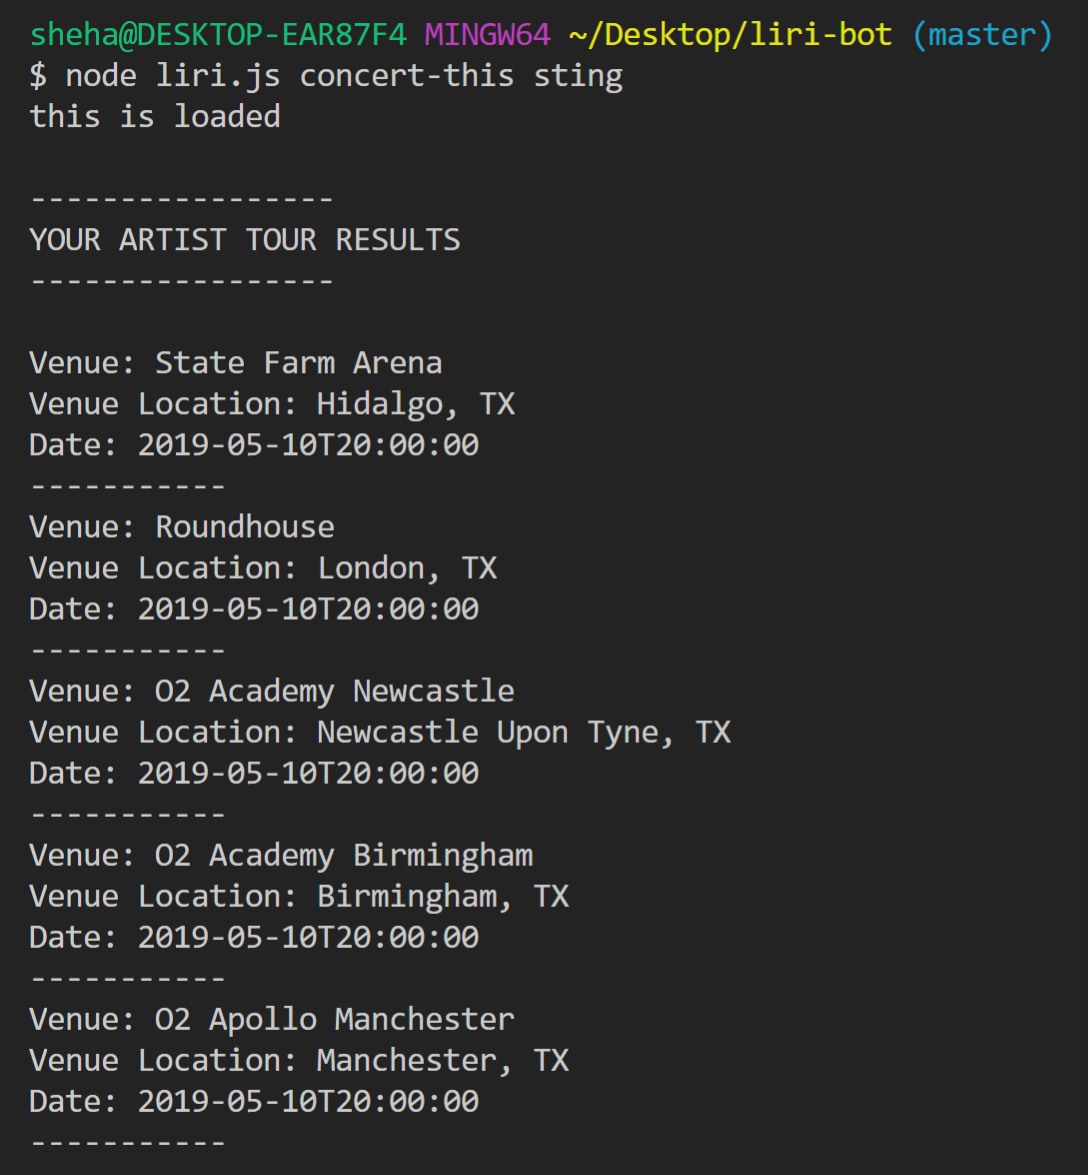 sheha@DESKTOP-EAR87F4 MINGW64 ~/Desktop/liri-bot (master)
$ node liri.js concert-this sting
this is loaded
-----------------
YOUR ARTIST TOUR RESULTS
-----------------
Venue: State Farm Arena
Venue Location: Hidalgo, TX
Date: 2019-05-10T20:00:00
-----------
Venue: Roundhouse
Venue Location: London, TX
Date: 2019-05-10T20:00:00
-----------
Venue: O2 Academy Newcastle
Venue Location: Newcastle Upon Tyne, TX
Date: 2019-05-10T20:00:00
-----------
Venue: O2 Academy Birmingham
Venue Location: Birmingham, TX
Date: 2019-05-10T20:00:00
-----------
Venue: O2 Apollo Manchester
Venue Location: Manchester, TX
Date: 2019-05-10T20:00:00
-----------